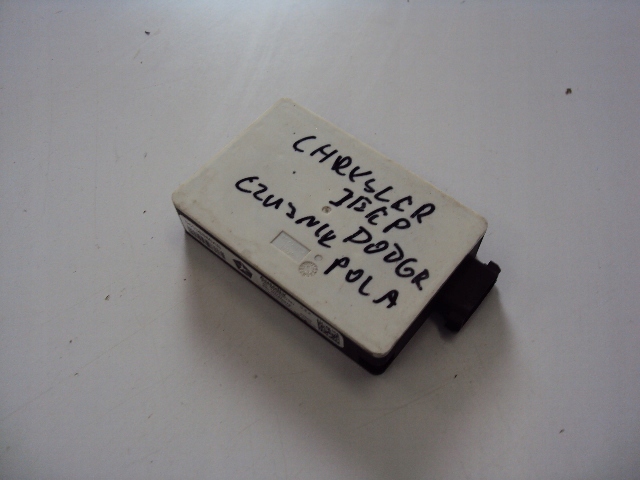 CHRYSLER
JEEP
DODGE
CZUJNIK
POLA